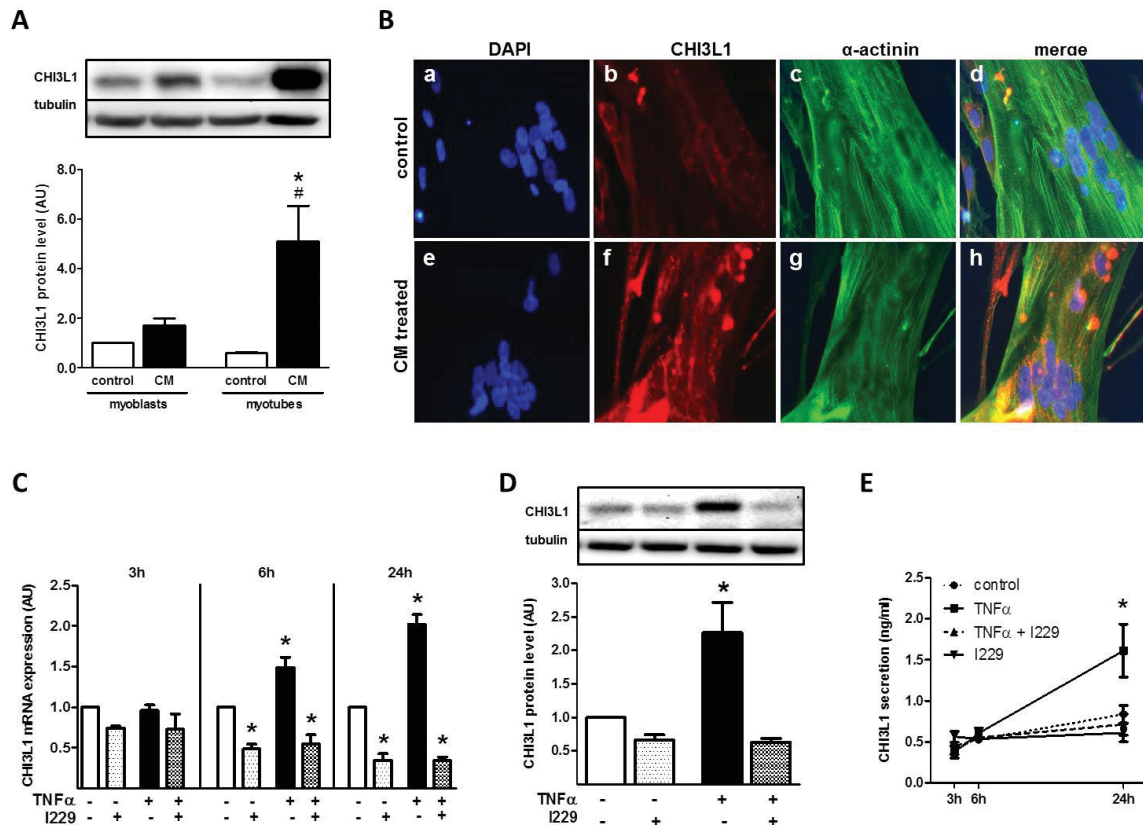 A
CHI3L1
tubulin
CHI3L1 protein level (AU)
8.0
6.0
4.0
2.0
0.0
*
#
control CM control CM
myoblasts myotubes
B
DAPI CHI3L1 α-actinin merge
control
a b c d
CM treated
e f g h
C
3h 6h 24h
CHI3L1 mRNA expression (AU)
2.5
2.0
1.5
1.0
0.5
* * * * * *
TNFα - - + + - - + + - - + +
I229 - + - + - + - + - + - +
D
CHI3L1
tubulin
CHI3L1 protein level (AU)
3.0
2.5
2.0
1.5
1.0
0.5
*
TNFα - - + +
I229 - + - +
E
CHI3L1 secretion (ng/ml)
2.5
2.0
1.5
1.0
0.5
0.0
control
TNFα
TNFα + I229
I229
*
3h 6h 24h